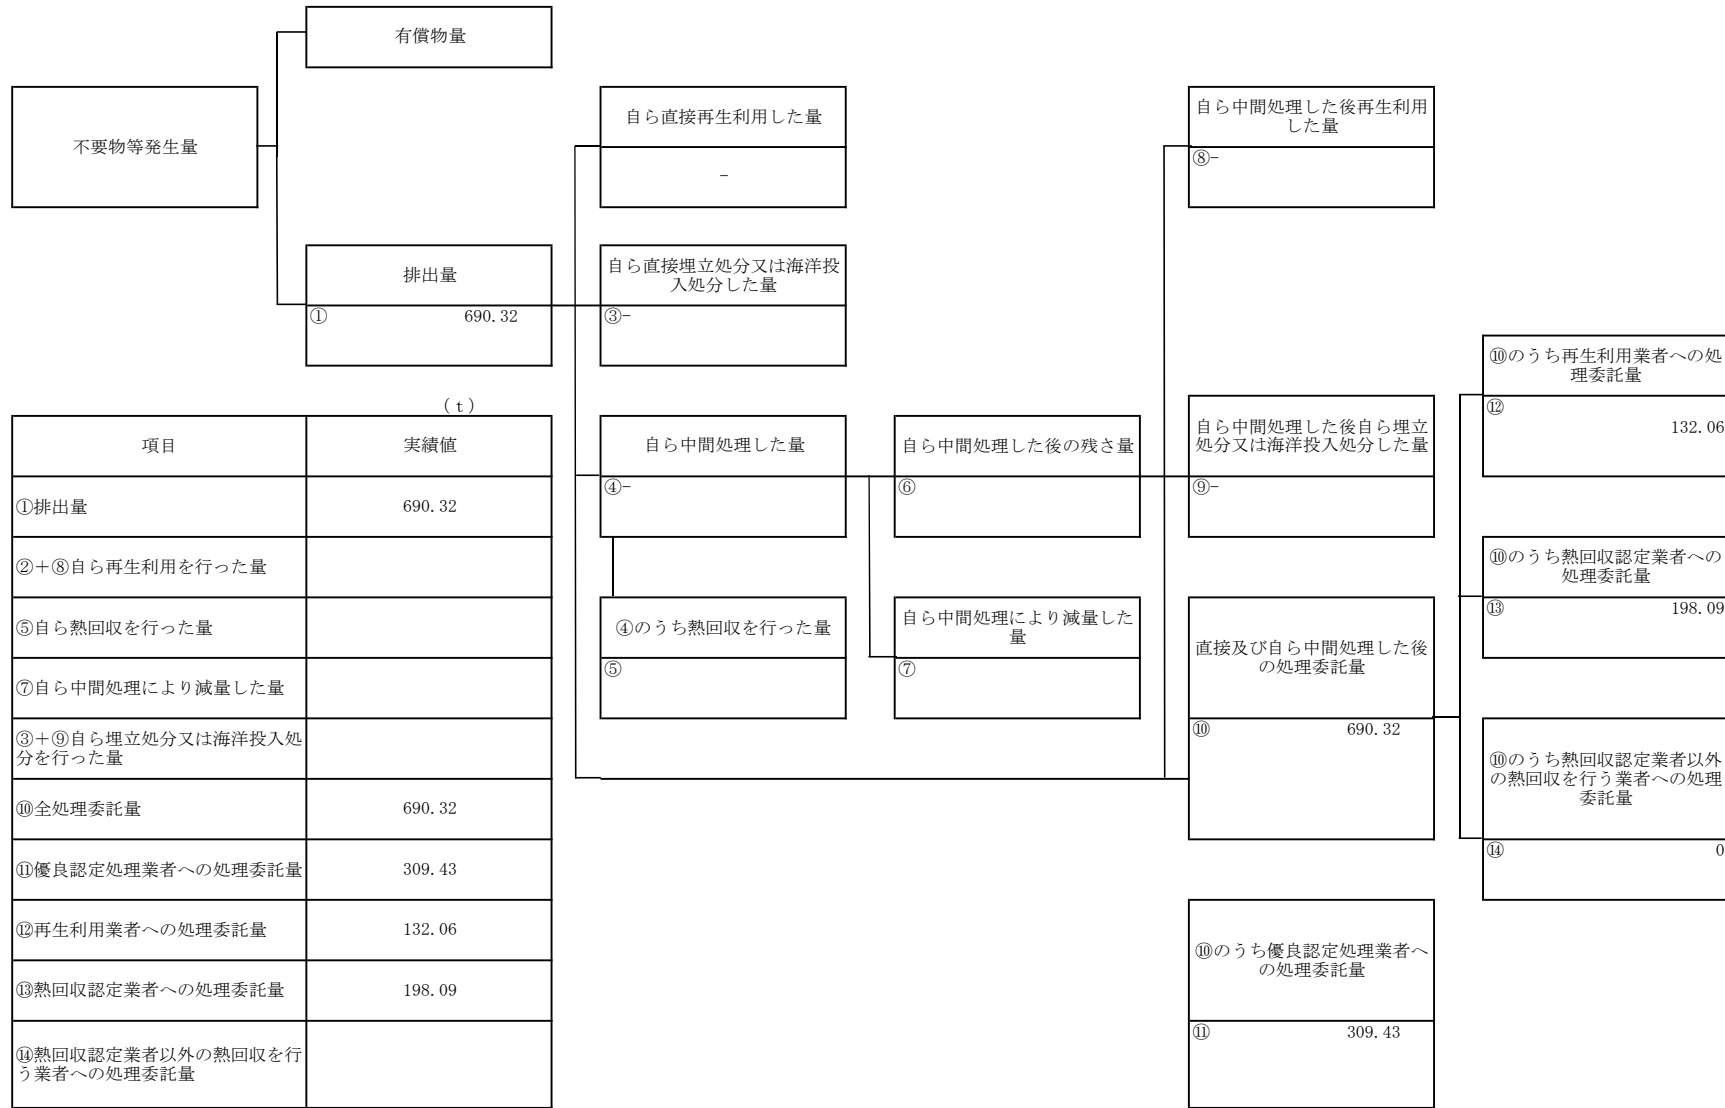 有償物量
不要物等発生量
自ら直接再生利用した量
-
自ら中間処理した後再生利用
した量
⑧-
排出量
① 690.32
自ら直接埋立処分又は海洋投
入処分した量
③-
(t)
項目 実績値
①排出量 690.32
②+⑧自ら再生利用を行った量
⑤自ら熱回収を行った量
⑦自ら中間処理により減量した量
③+⑨自ら埋立処分又は海洋投入処
分を行った量
⑩全処理委託量 690.32
⑪優良認定処理業者への処理委託量 309.43
⑫再生利用業者への処理委託量 132.06
⑬熱回収認定業者への処理委託量 198.09
⑭熱回収認定業者以外の熱回収を行
う業者への処理委託量
自ら中間処理した量
④-
自ら中間処理した後の残さ量
⑥
自ら中間処理した後自ら埋立
処分又は海洋投入処分した量
⑨-
④のうち熱回収を行った量
⑤
自ら中間処理により減量した
量
⑦
直接及び自ら中間処理した後
の処理委託量
⑩ 690.32
⑩のうち優良認定処理業者へ
の処理委託量
⑪ 309.43
⑩のうち再生利用業者への処
理委託量
⑫
132.06
⑩のうち熱回収認定業者への
処理委託量
⑬ 198.09
⑩のうち熱回収認定業者以外
の熱回収を行う業者への処理
委託量
⑭ 0